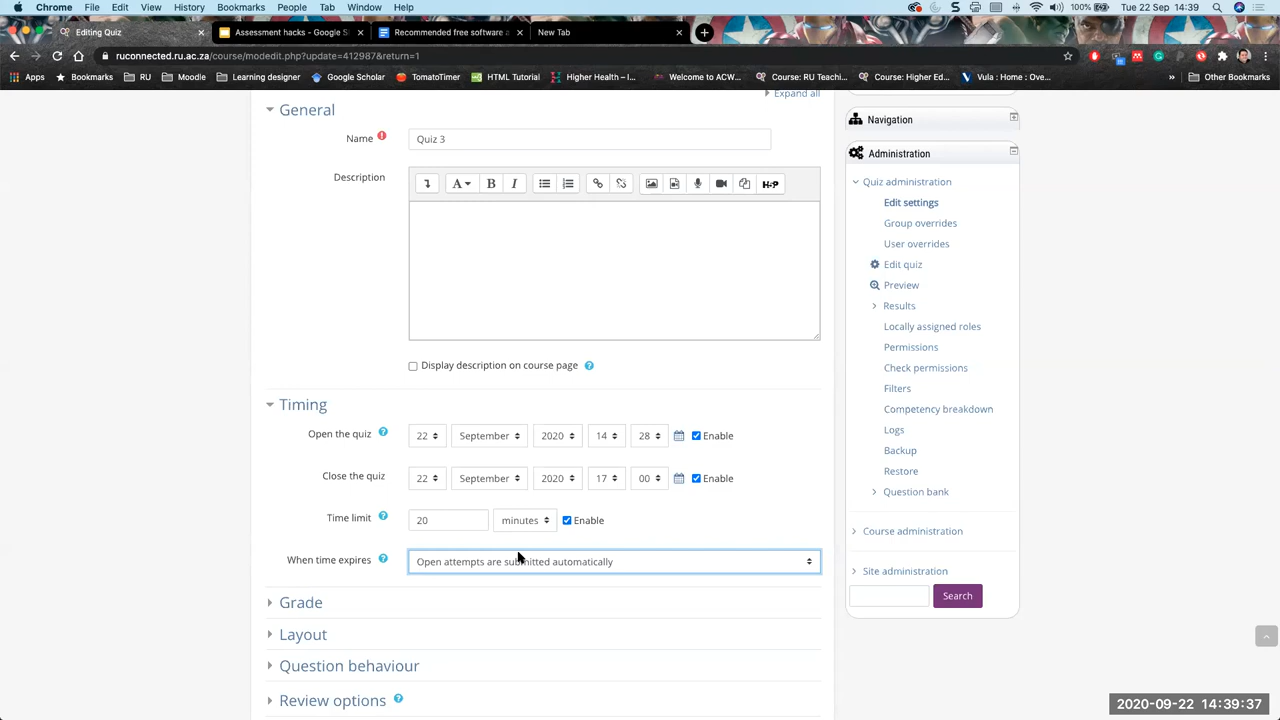 Chrome File Edit View History Bookmarks People Tab Window Help 100% Tue 22 Sep 14:39
Editing Quiz Assessment hacks - Google S Recommended free software a New Tab
ruconnected.ru.ac.za/course/modedit.php?update=412987&return=1
Apps Bookmarks RU Moodle Learning designer Google Scholar TomatoTimer HTML Tutorial Higher Health – I... Welcome to ACW... Course: RU Teachi... Course: Higher Ed... Vula : Home : Ove... » Other Bookmarks
Expand all
General
Name
Quiz 3
Description
A B I H-P
Display description on course page
Timing
Open the quiz 22 September 2020 14 28 Enable
Close the quiz 22 September 2020 17 00 Enable
Time limit 20 minutes Enable
When time expires Open attempts are submitted automatically
Grade
Layout
Question behaviour
Review options
Navigation
Administration
Quiz administration
Edit settings
Group overrides
User overrides
Edit quiz
Preview
Results
Locally assigned roles
Permissions
Check permissions
Filters
Competency breakdown
Logs
Backup
Restore
Question bank
Course administration
Site administration
Search
2020-09-22 14:39:37